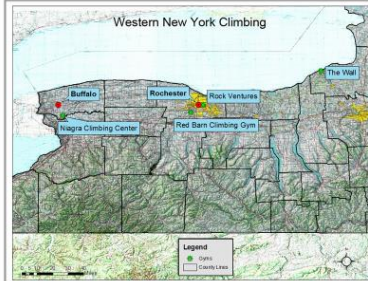 Western New York Climbing
The Wall
Buffalo
Rochester
Rock Ventures
Niagra Climbing Center
Red Barn Climbing Gym
Legend
Gyms
County Lines